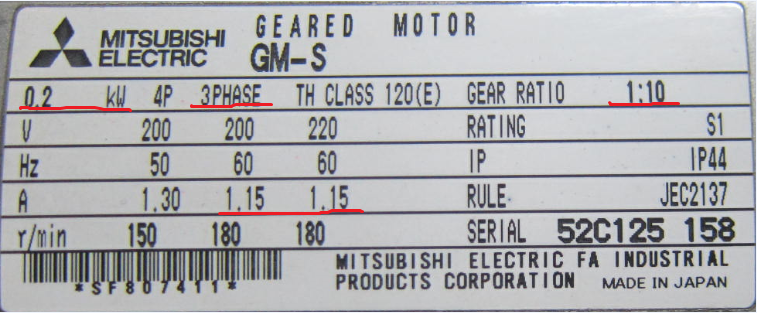 GEARED MOTOR
MITSUBISHI ELECTRIC GM-S
0.2 kW 4P 3PHASE TH CLASS 120(E) GEAR RATIO 1:10
V 200 200 220 RATING S1
Hz 50 60 60 IP IP44
A 1.30 1.15 1.15 RULE JEC2137
r/min 150 180 180 SERIAL 52C125 158
*SF807411*
MITSUBISHI ELECTRIC FA INDUSTRIAL
PRODUCTS CORPORATION MADE IN JAPAN